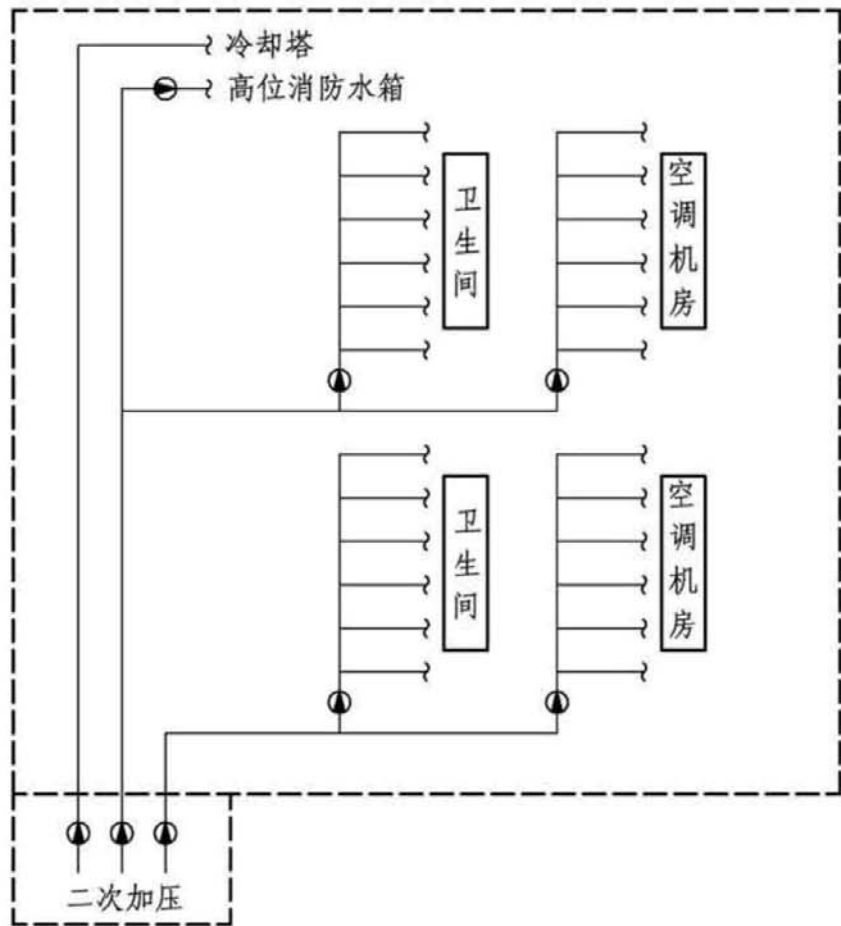 冷却塔
高位消防水箱
卫生间
空调机房
卫生间
空调机房
二次加压